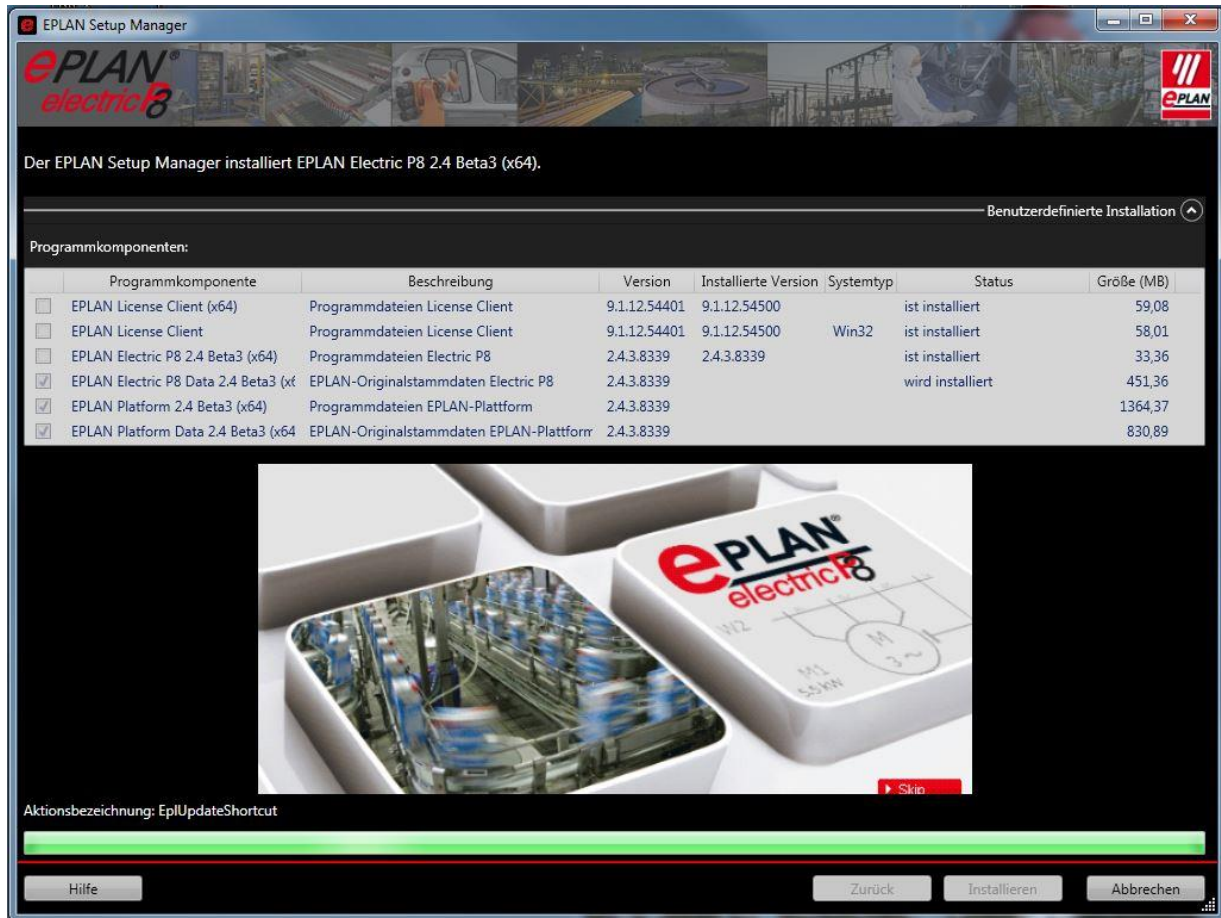 EPLAN Setup Manager
ePLAN®
electric P8
ePLAN
Der EPLAN Setup Manager installiert EPLAN Electric P8 2.4 Beta3 (x64).
Benutzerdefinierte Installation
Programmkomponenten:
Programmkomponente Beschreibung Version Installierte Version Systemtyp Status Größe (MB)
EPLAN License Client (x64) Programmdateien License Client 9.1.12.54401 9.1.12.54500 ist installiert 59,08
EPLAN License Client Programmdateien License Client 9.1.12.54401 9.1.12.54500 Win32 ist installiert 58,01
EPLAN Electric P8 2.4 Beta3 (x64) Programmdateien Electric P8 2.4.3.8339 2.4.3.8339 ist installiert 33,36
EPLAN Electric P8 Data 2.4 Beta3 (x6 EPLAN-Originalstammdaten Electric P8 2.4.3.8339 wird installiert 451,36
EPLAN Platform 2.4 Beta3 (x64) Programmdateien EPLAN-Plattform 2.4.3.8339 1364,37
EPLAN Platform Data 2.4 Beta3 (x64 EPLAN-Originalstammdaten EPLAN-Plattform 2.4.3.8339 830,89
ePLAN®
electric P8
W2
M
3 ~
M1
5.5 kW
Skip
Aktionsbezeichnung: EplUpdateShortcut
Hilfe Zurück Installieren Abbrechen